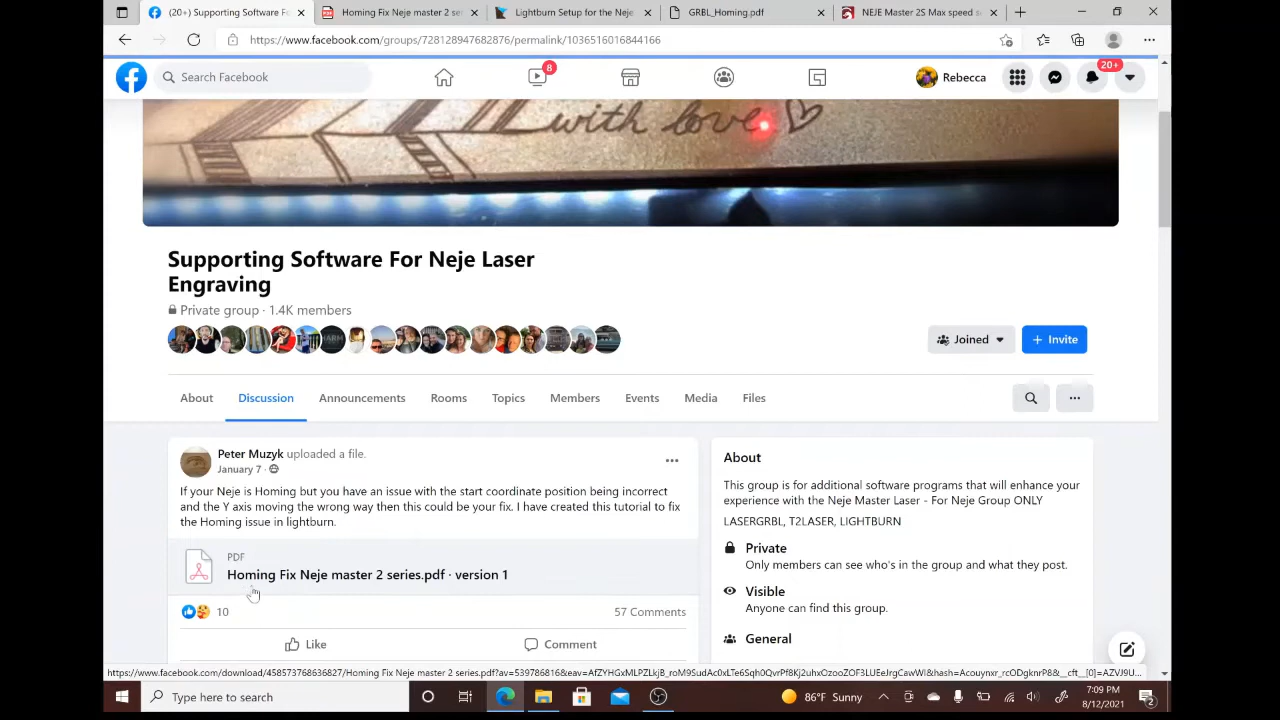 (20+) Supporting Software F
Homing Fix Neje master 2 se
Lightburn Setup for the Neje
GRBL_Homing.pdf
NEJE Master 2S Max speed s
https://www.facebook.com/groups/728128947682876/permalink/1036516016844166
Search Facebook
8
Rebecca
20+
with love
Supporting Software For Neje Laser
Engraving
Private group · 1.4K members
Joined
+ Invite
About
Discussion
Announcements
Rooms
Topics
Members
Events
Media
Files
Peter Muzyk uploaded a file.
January 7 ·
If your Neje is Homing but you have an issue with the start coordinate position being incorrect
and the Y axis moving the wrong way then this could be your fix. I have created this tutorial to fix
the Homing issue in lightburn.
PDF
Homing Fix Neje master 2 series.pdf · version 1
10
57 Comments
Like
Comment
About
This group is for additional software programs that will enhance your
experience with the Neje Master Laser - For Neje Group ONLY
LASERGRBL, T2LASER, LIGHTBURN
Private
Only members can see who's in the group and what they post.
Visible
Anyone can find this group.
General
Type here to search
86°F Sunny
7:09 PM
8/12/2021
2